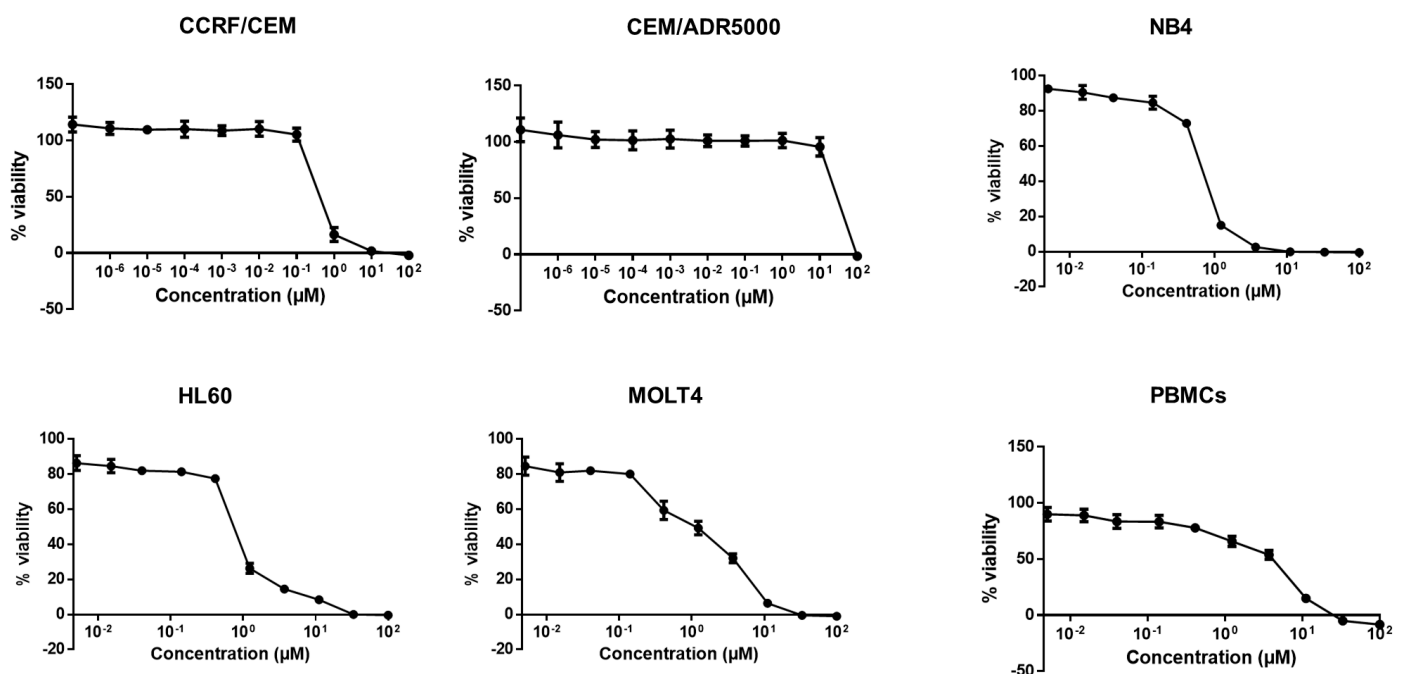 CCRF/CEM
% viability
150
100
50
0
-50
10⁻⁶ 10⁻⁵ 10⁻⁴ 10⁻³ 10⁻² 10⁻¹ 10⁰ 10¹ 10²
Concentration (µM)
CEM/ADR5000
% viability
150
100
50
0
-50
10⁻⁶ 10⁻⁵ 10⁻⁴ 10⁻³ 10⁻² 10⁻¹ 10⁰ 10¹ 10²
Concentration (µM)
NB4
% viability
100
80
60
40
20
0
-20
10⁻² 10⁻¹ 10⁰ 10¹ 10²
Concentration (µM)
HL60
% viability
100
80
60
40
20
0
-20
10⁻² 10⁻¹ 10⁰ 10¹ 10²
Concentration (µM)
MOLT4
% viability
100
80
60
40
20
0
-20
10⁻² 10⁻¹ 10⁰ 10¹ 10²
Concentration (µM)
PBMCs
% viability
150
100
50
0
-50
10⁻² 10⁻¹ 10⁰ 10¹ 10²
Concentration (µM)